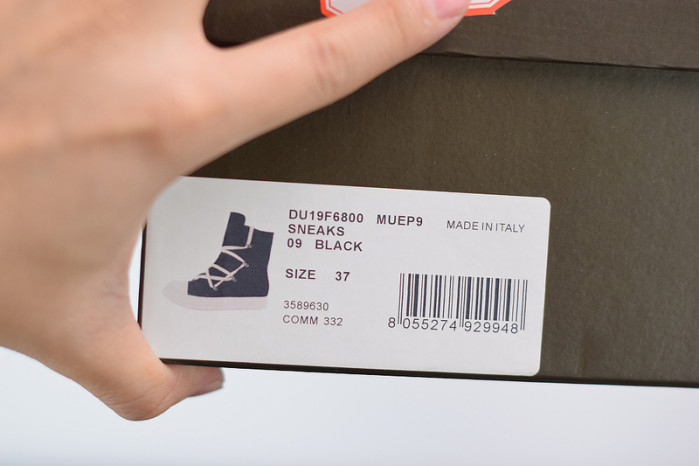 DU19F6800 MUEP9
MADE IN ITALY
SNEAKS
09 BLACK
SIZE 37
3589630
COMM 332
8 055274 929948